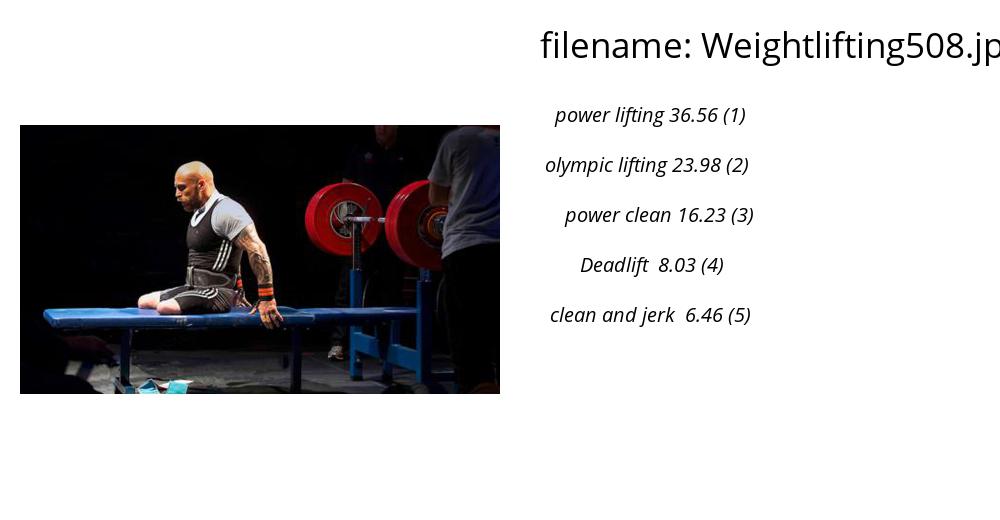 filename: Weightlifting508.jp
power lifting 36.56 (1)
olympic lifting 23.98 (2)
power clean 16.23 (3)
Deadlift  8.03 (4)
clean and jerk  6.46 (5)